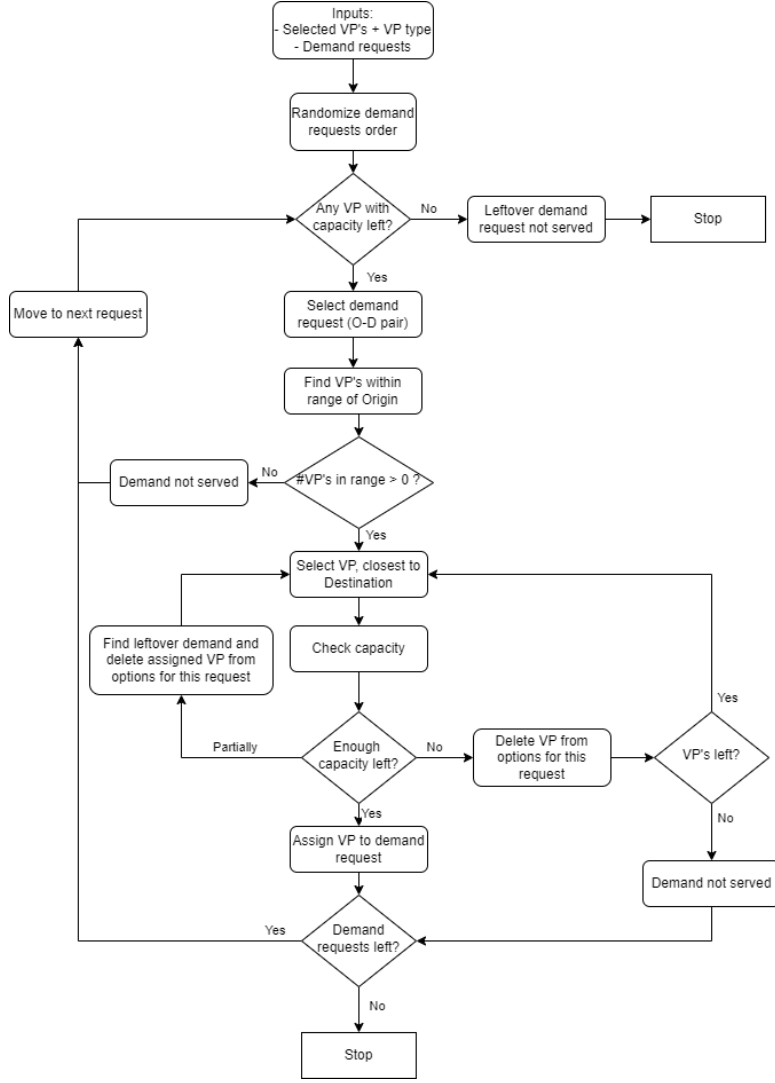 Inputs:
- Selected VP's + VP type
- Demand requests
Randomize demand
requests order
Any VP with
capacity left?
No
Leftover demand
request not served
Stop
Yes
Move to next request
Select demand
request (O-D pair)
Find VP's within
range of Origin
#VP's in range > 0 ?
No
Demand not served
Yes
Select VP, closest to
Destination
Find leftover demand and
delete assigned VP from
options for this request
Check capacity
Yes
Partially
Enough
capacity left?
No
Delete VP from
options for this
request
VP's left?
Yes
No
Assign VP to demand
request
Demand not served
Yes
Demand
requests left?
No
Stop